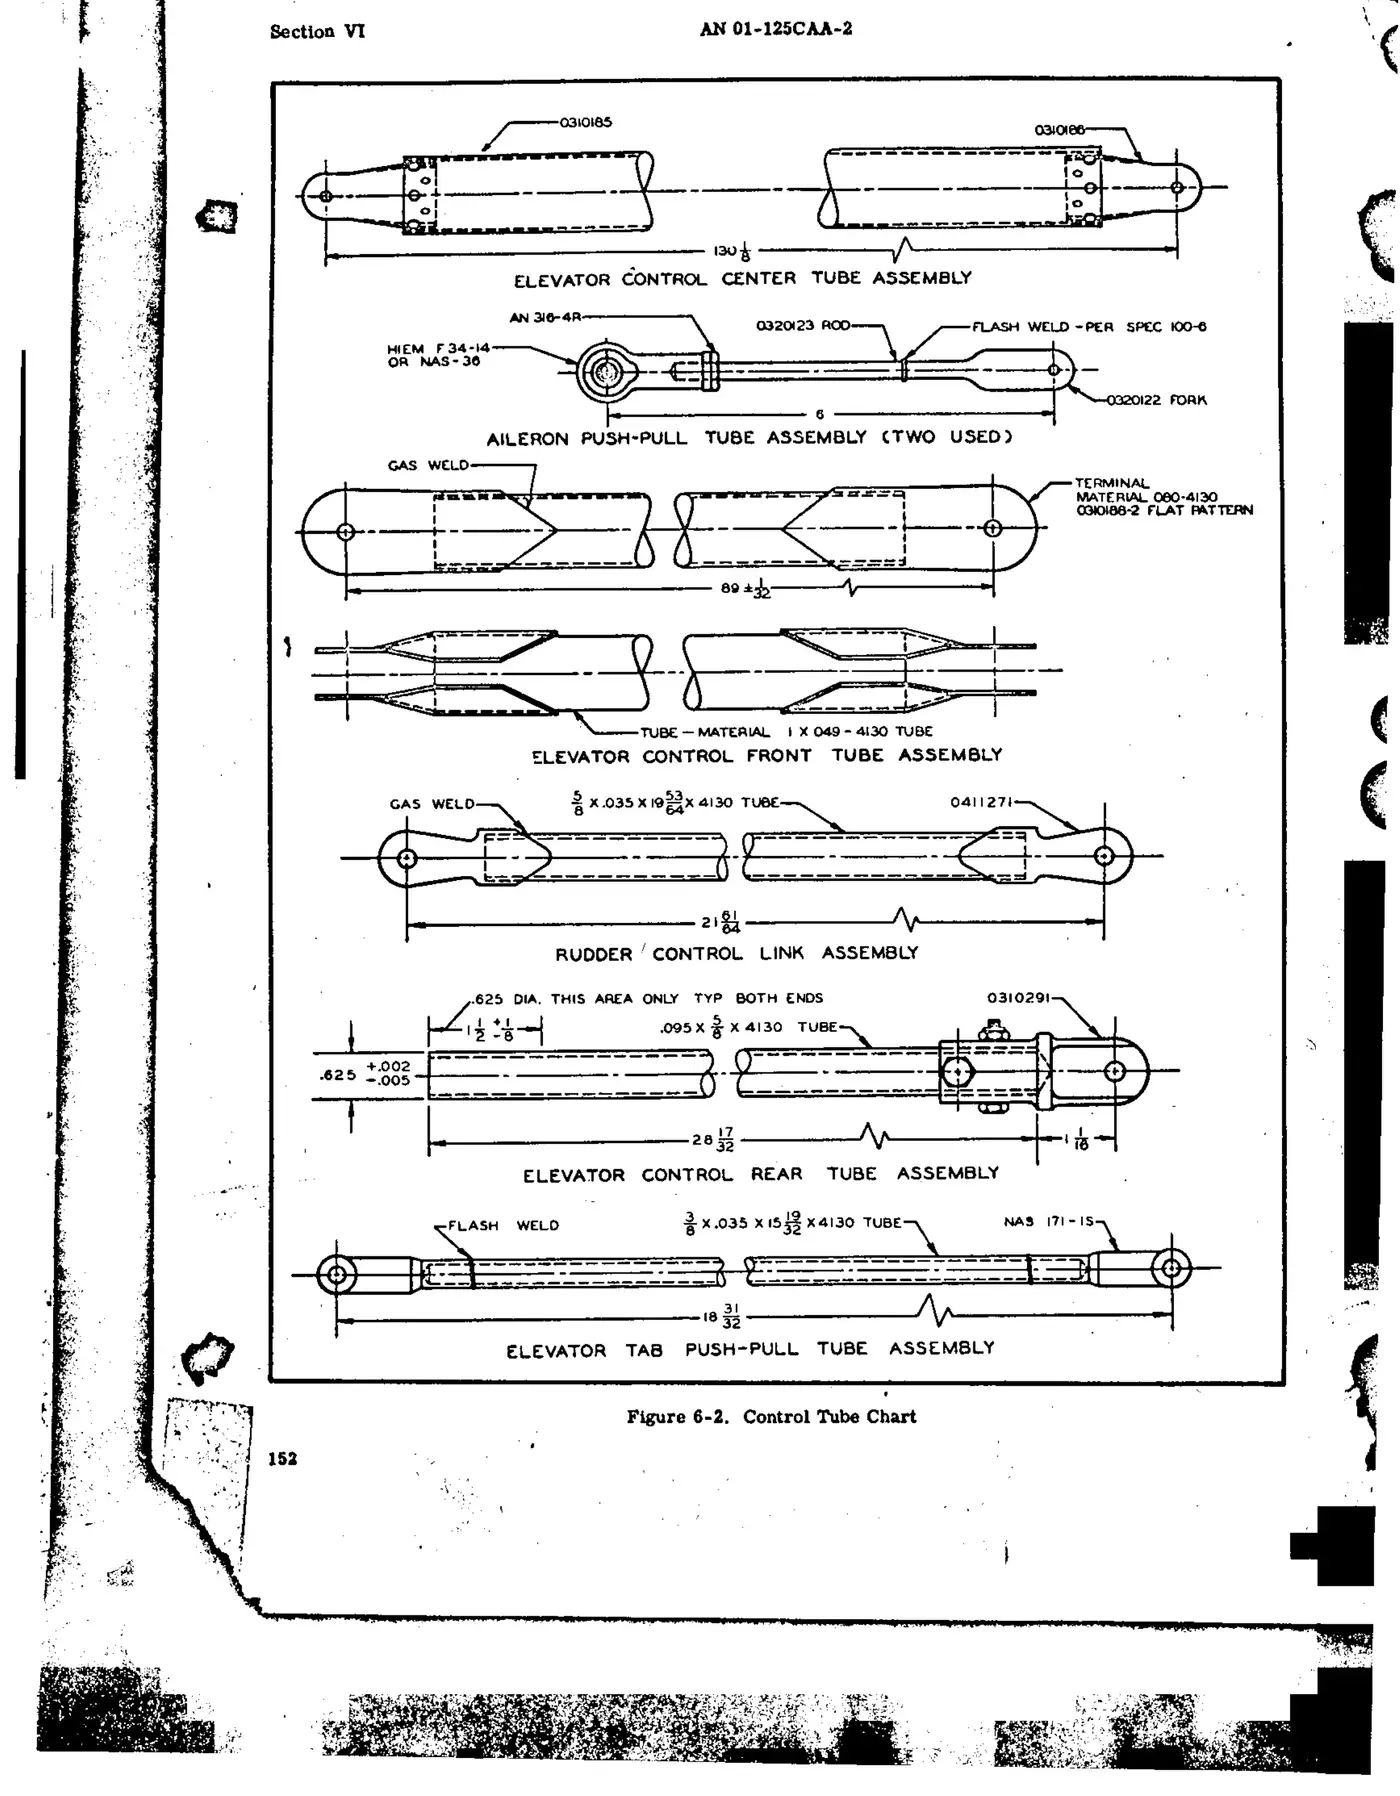 Section VI
AN 01-125CAA-2
0310185
0310186
130 1/8
ELEVATOR CONTROL CENTER TUBE ASSEMBLY
AN 316-4R
0320123 ROD
FLASH WELD -PER SPEC 100-6
HIEM F34-14
OR NAS-36
0320122 FORK
6
AILERON PUSH-PULL TUBE ASSEMBLY (TWO USED)
GAS WELD
TERMINAL
MATERIAL 080-4130
0310188-2 FLAT PATTERN
89 ± 1/32
TUBE - MATERIAL 1 X 049 - 4130 TUBE
ELEVATOR CONTROL FRONT TUBE ASSEMBLY
GAS WELD
5/8 X .035 X 19 53/64 X 4130 TUBE
0411271
21 61/64
RUDDER CONTROL LINK ASSEMBLY
.625 DIA. THIS AREA ONLY TYP BOTH ENDS
0310291
1 1/2 +1/-8
.095 X 5/8 X 4130 TUBE
.625 +.002 -.005
28 17/32
1 1/16
ELEVATOR CONTROL REAR TUBE ASSEMBLY
FLASH WELD
3/8 X .035 X 15 19/32 X 4130 TUBE
NAS 171-1S
18 31/32
ELEVATOR TAB PUSH-PULL TUBE ASSEMBLY
Figure 6-2. Control Tube Chart
152